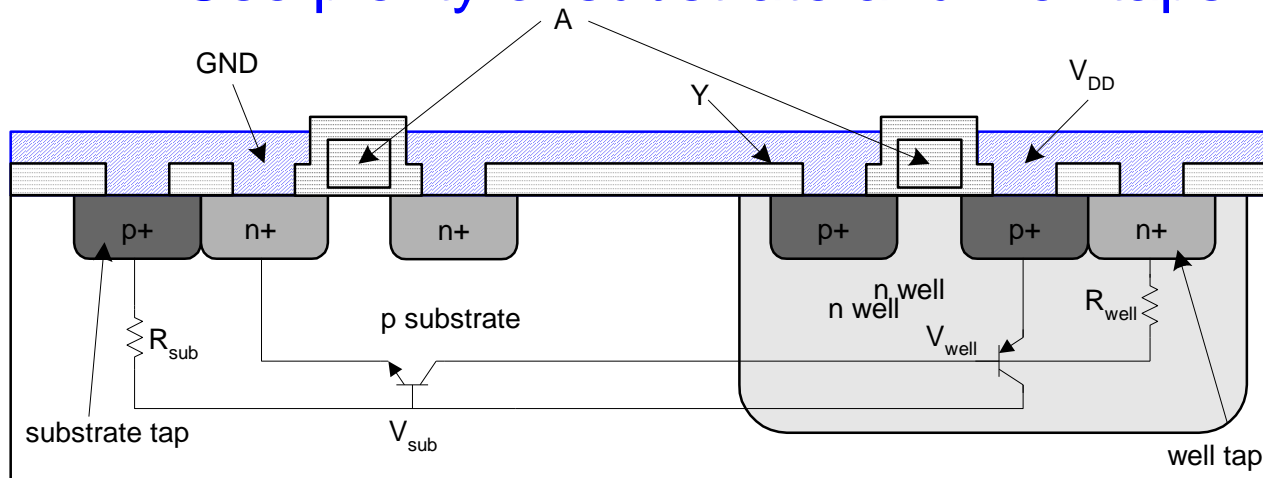 A
GND
V_DD
Y
p+
n+
n+
p+
p+
n+
n well
n well
R_well
p substrate
R_sub
V_well
substrate tap
V_sub
well tap